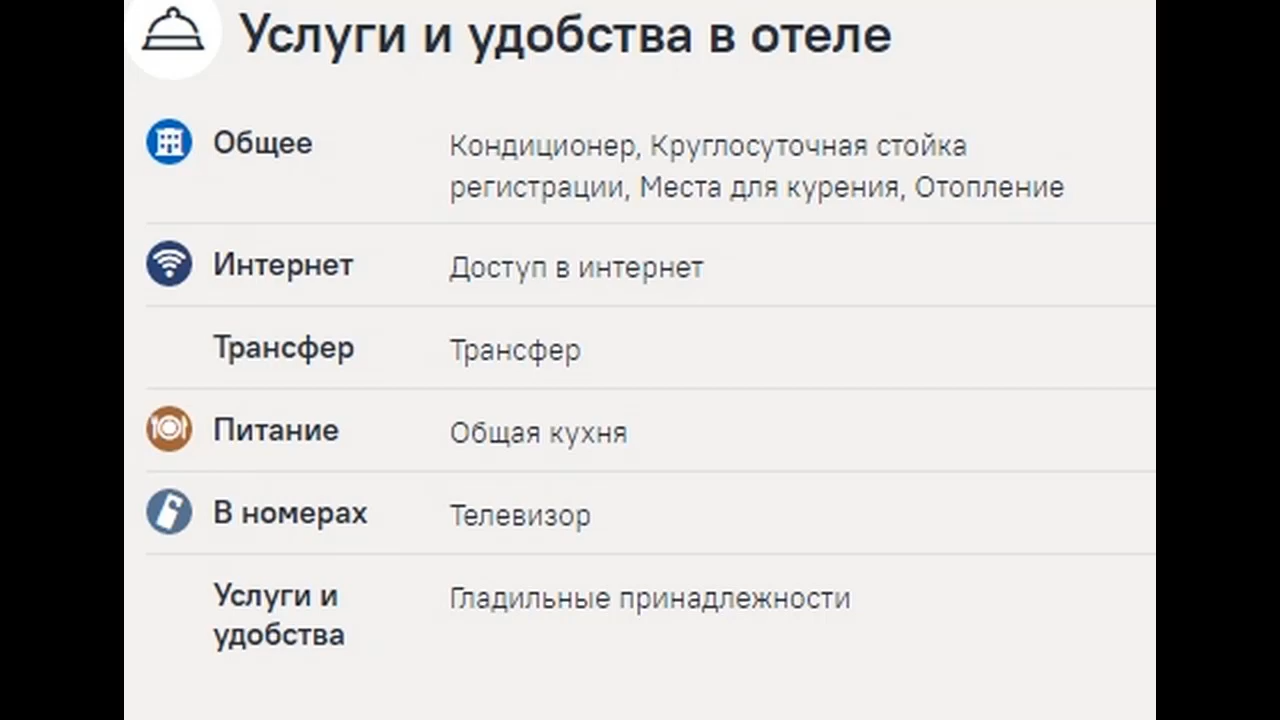 Услуги и удобства в отеле
Общее
Кондиционер, Круглосуточная стойка
регистрации, Места для курения, Отопление
Интернет
Доступ в интернет
Трансфер
Трансфер
Питание
Общая кухня
В номерах
Телевизор
Услуги и
удобства
Гладильные принадлежности